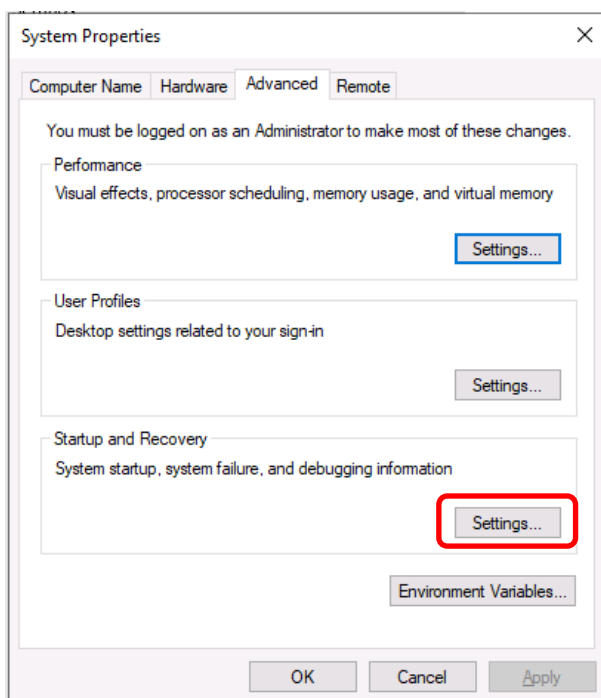 System Properties
Computer Name Hardware Advanced Remote
You must be logged on as an Administrator to make most of these changes.
Performance
Visual effects, processor scheduling, memory usage, and virtual memory
Settings...
User Profiles
Desktop settings related to your sign-in
Settings...
Startup and Recovery
System startup, system failure, and debugging information
Settings...
Environment Variables...
OK Cancel Apply